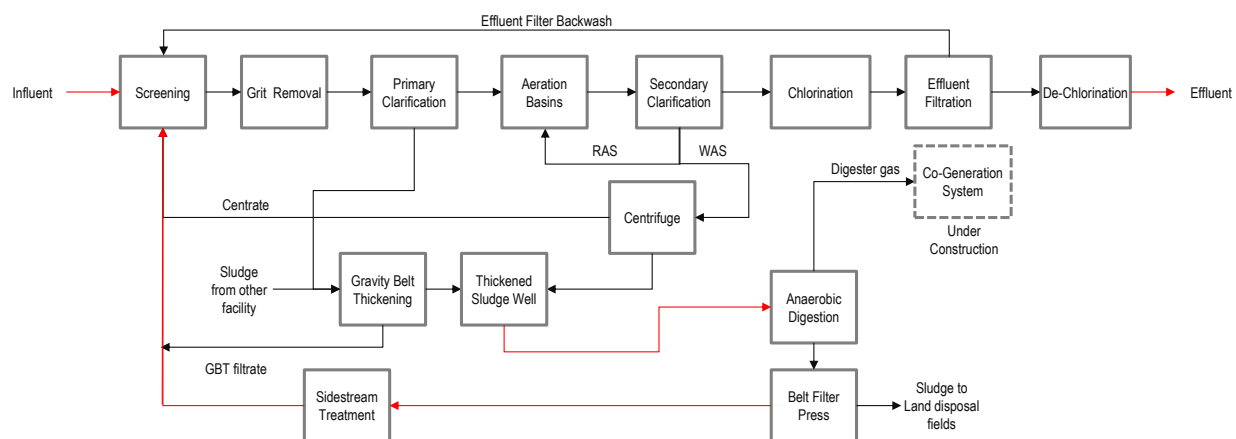 Effluent Filter Backwash
Influent
Screening
Grit Removal
Primary
Clarification
Aeration
Basins
Secondary
Clarification
Chlorination
Effluent
Filtration
De-Chlorination
Effluent
RAS
WAS
Digester gas
Co-Generation
System
Under
Construction
Centrate
Centrifuge
Sludge
from other
facility
Gravity Belt
Thickening
Thickened
Sludge Well
Anaerobic
Digestion
GBT filtrate
Sidestream
Treatment
Belt Filter
Press
Sludge to
Land disposal
fields